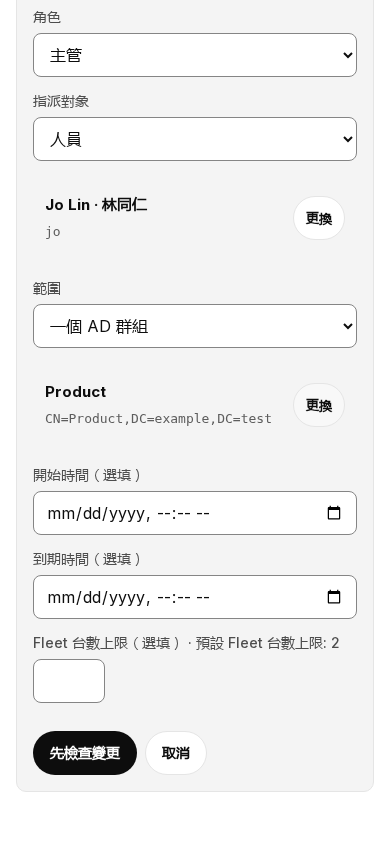 角色
主管
指派對象
人員
Jo Lin · 林同仁
jo
更換
範圍
一個 AD 群組
Product
CN=Product,DC=example,DC=test
更換
開始時間（選填）
mm/dd/yyyy, --:-- --
到期時間（選填）
mm/dd/yyyy, --:-- --
Fleet 台數上限（選填） · 預設 Fleet 台數上限: 2
先檢查變更
取消